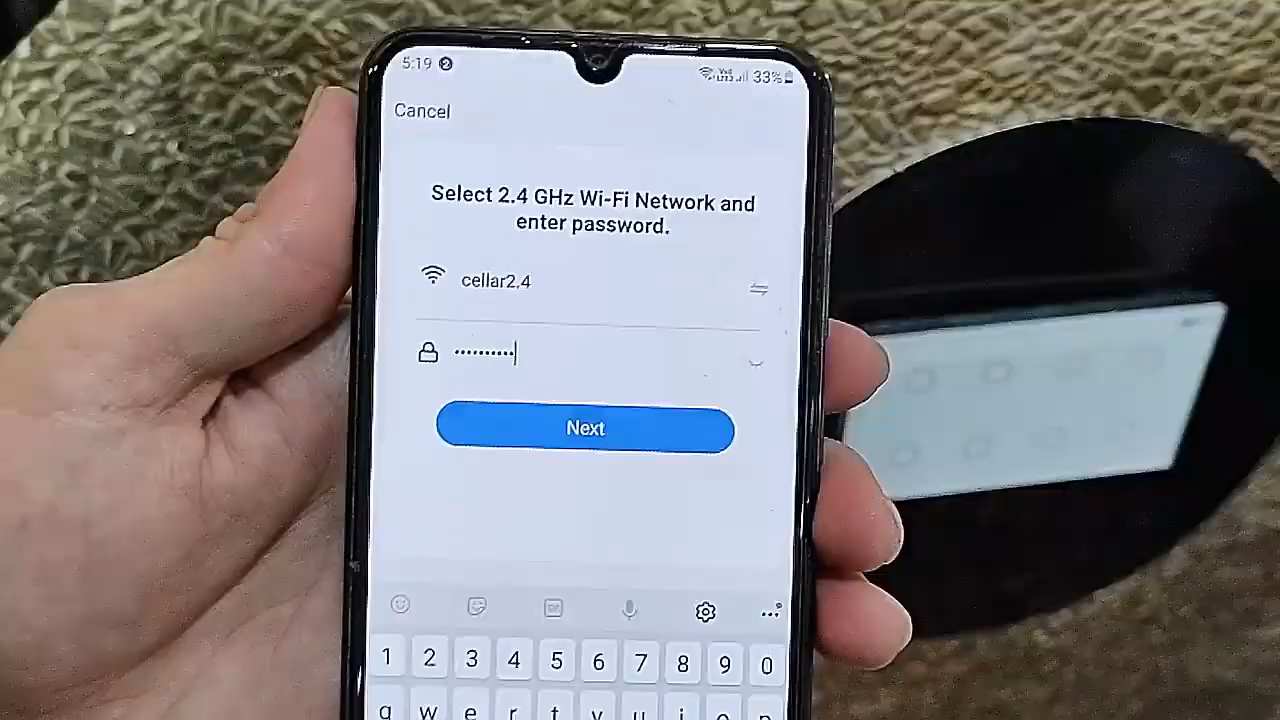 5:19
33%
Cancel
Select 2.4 GHz Wi-Fi Network and
enter password.
cellar2.4
••••••••••
Next
1 2 3 4 5 6 7 8 9 0
q w e r t y u i o p